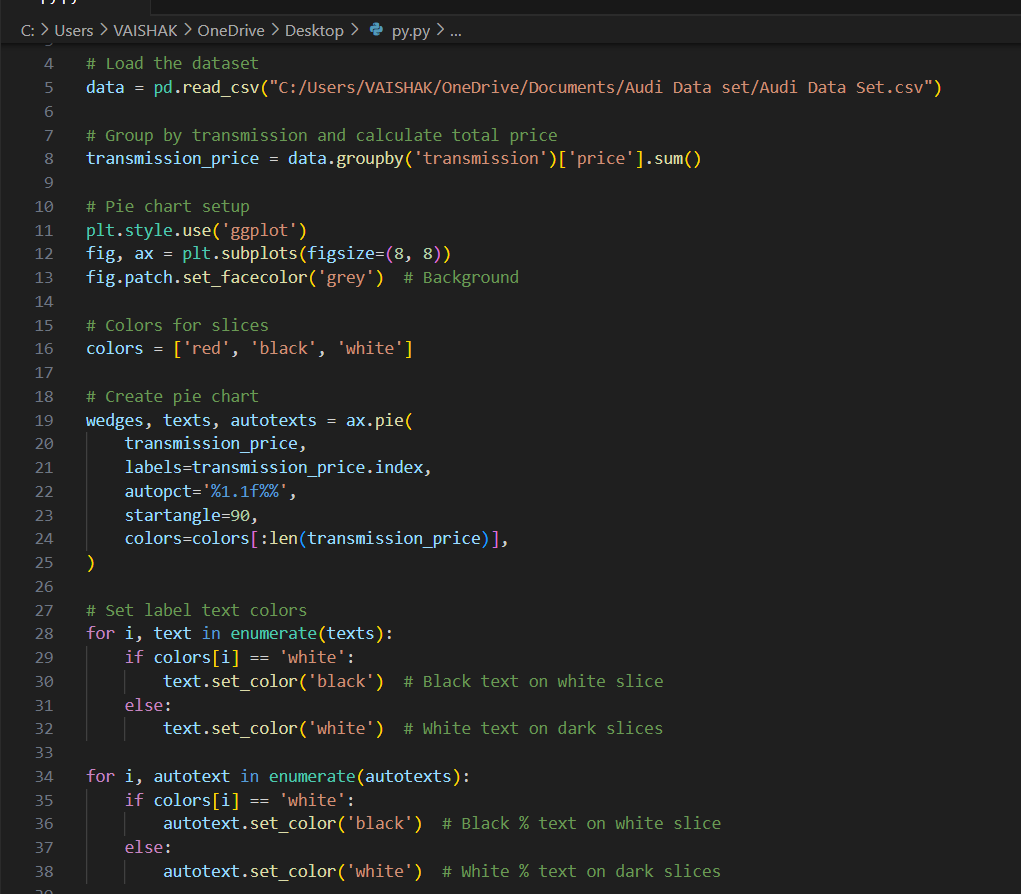 C: > Users > VAISHAK > OneDrive > Desktop > py.py > ...
4 # Load the dataset
5 data = pd.read_csv("C:/Users/VAISHAK/OneDrive/Documents/Audi Data set/Audi Data Set.csv")
6
7 # Group by transmission and calculate total price
8 transmission_price = data.groupby('transmission')['price'].sum()
9
10 # Pie chart setup
11 plt.style.use('ggplot')
12 fig, ax = plt.subplots(figsize=(8, 8))
13 fig.patch.set_facecolor('grey')  # Background
14
15 # Colors for slices
16 colors = ['red', 'black', 'white']
17
18 # Create pie chart
19 wedges, texts, autotexts = ax.pie(
20     transmission_price,
21     labels=transmission_price.index,
22     autopct='%1.1f%%',
23     startangle=90,
24     colors=colors[:len(transmission_price)],
25 )
26
27 # Set label text colors
28 for i, text in enumerate(texts):
29     if colors[i] == 'white':
30         text.set_color('black')  # Black text on white slice
31     else:
32         text.set_color('white')  # White text on dark slices
33
34 for i, autotext in enumerate(autotexts):
35     if colors[i] == 'white':
36         autotext.set_color('black')  # Black % text on white slice
37     else:
38         autotext.set_color('white')  # White % text on dark slices